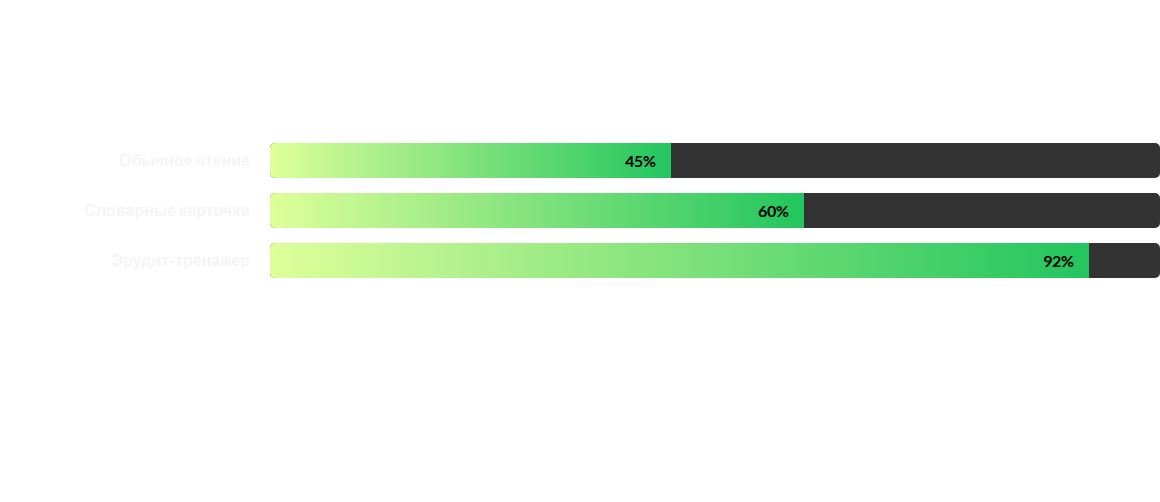 Обычное чтение 45%
Словарные карточки 60%
Эрудит-тренажер 92%